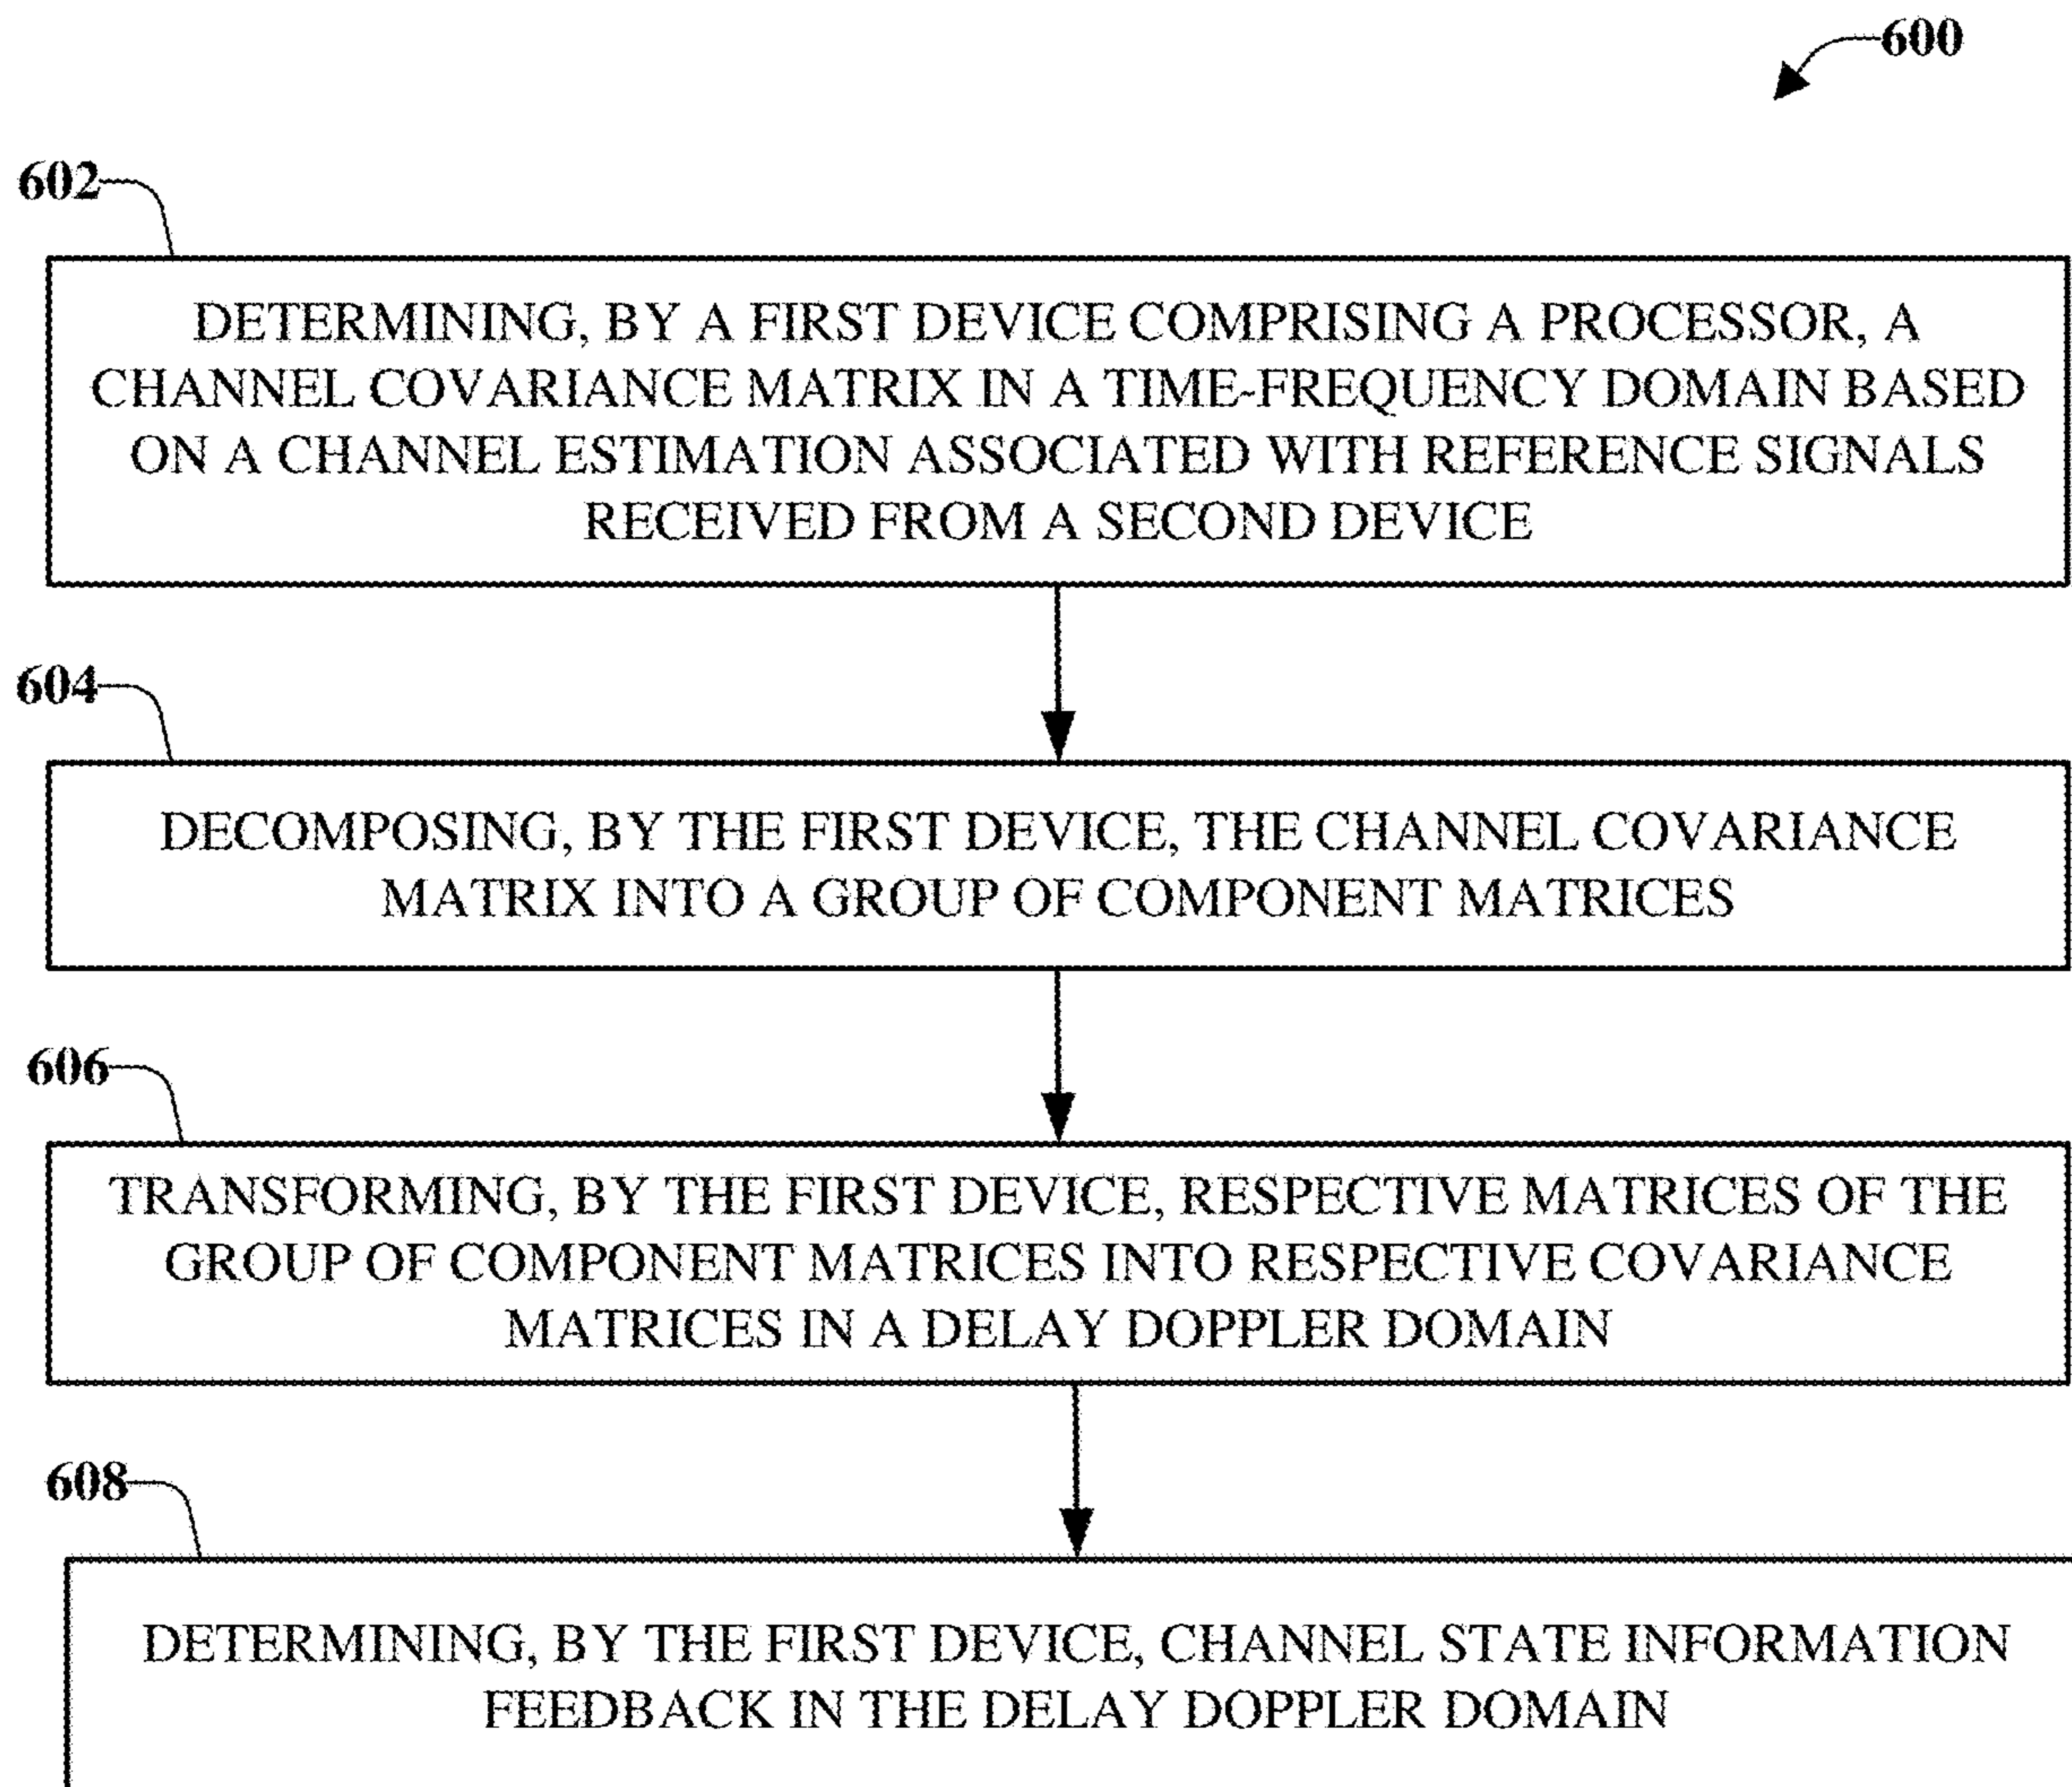 600
602
DETERMINING, BY A FIRST DEVICE COMPRISING A PROCESSOR, A
CHANNEL COVARIANCE MATRIX IN A TIME-FREQUENCY DOMAIN BASED
ON A CHANNEL ESTIMATION ASSOCIATED WITH REFERENCE SIGNALS
RECEIVED FROM A SECOND DEVICE
604
DECOMPOSING, BY THE FIRST DEVICE, THE CHANNEL COVARIANCE
MATRIX INTO A GROUP OF COMPONENT MATRICES
606
TRANSFORMING, BY THE FIRST DEVICE, RESPECTIVE MATRICES OF THE
GROUP OF COMPONENT MATRICES INTO RESPECTIVE COVARIANCE
MATRICES IN A DELAY DOPPLER DOMAIN
608
DETERMINING, BY THE FIRST DEVICE, CHANNEL STATE INFORMATION
FEEDBACK IN THE DELAY DOPPLER DOMAIN